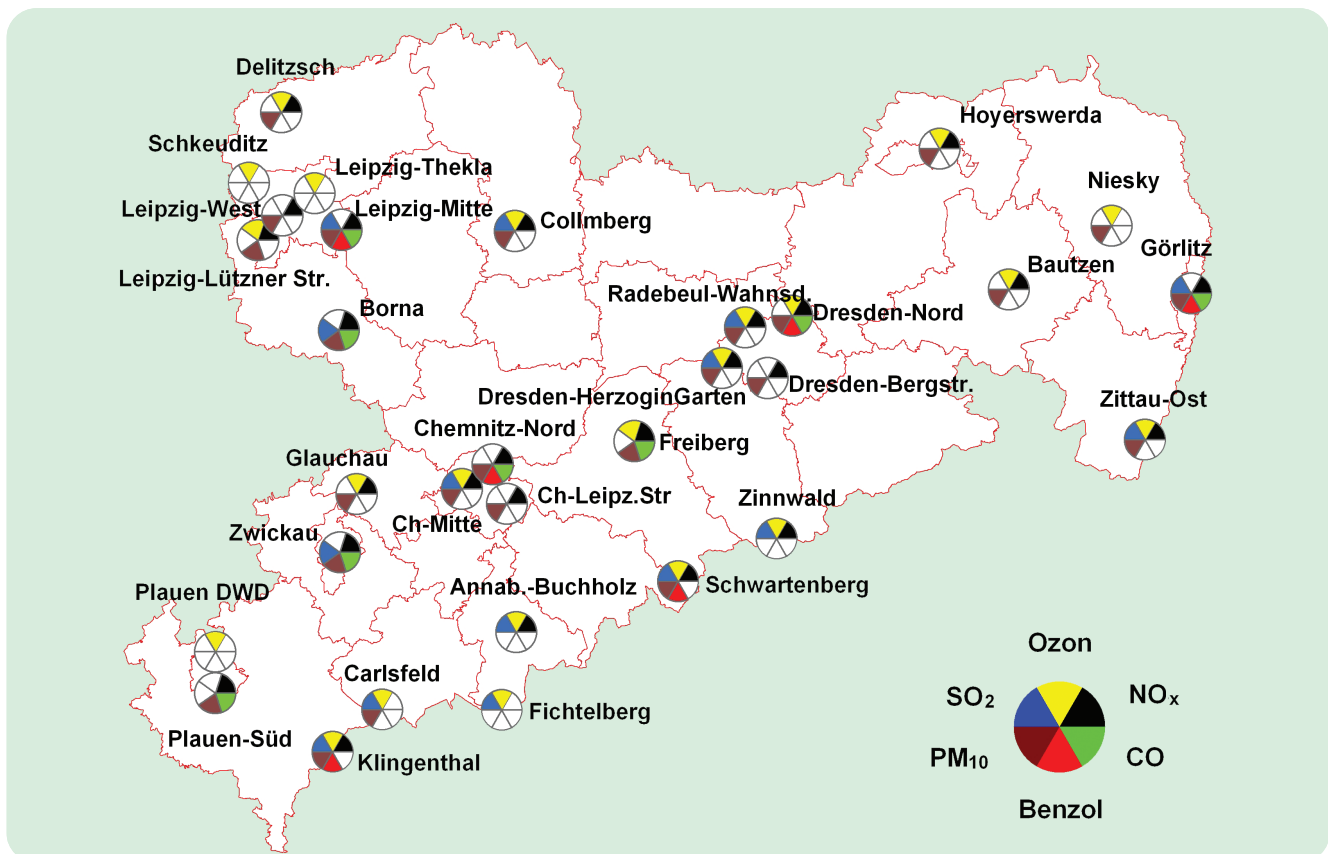 Delitzsch
Hoyerswerda
Schkeuditz
Leipzig-Thekla
Niesky
Leipzig-West
Leipzig-Mitte
Collmberg
Görlitz
Bautzen
Leipzig-Lützner Str.
Radebeul-Wahnsd.
Borna
Dresden-Nord
Dresden-Bergstr.
Dresden-HerzoginGarten
Zittau-Ost
Chemnitz-Nord
Freiberg
Glauchau
Ch-Leipz.Str
Zinnwald
Ch-Mitte
Zwickau
Schwartenberg
Annab.-Buchholz
Plauen DWD
Carlsfeld
Fichtelberg
Plauen-Süd
Klingenthal
Ozon
SO₂
NOₓ
PM₁₀
CO
Benzol